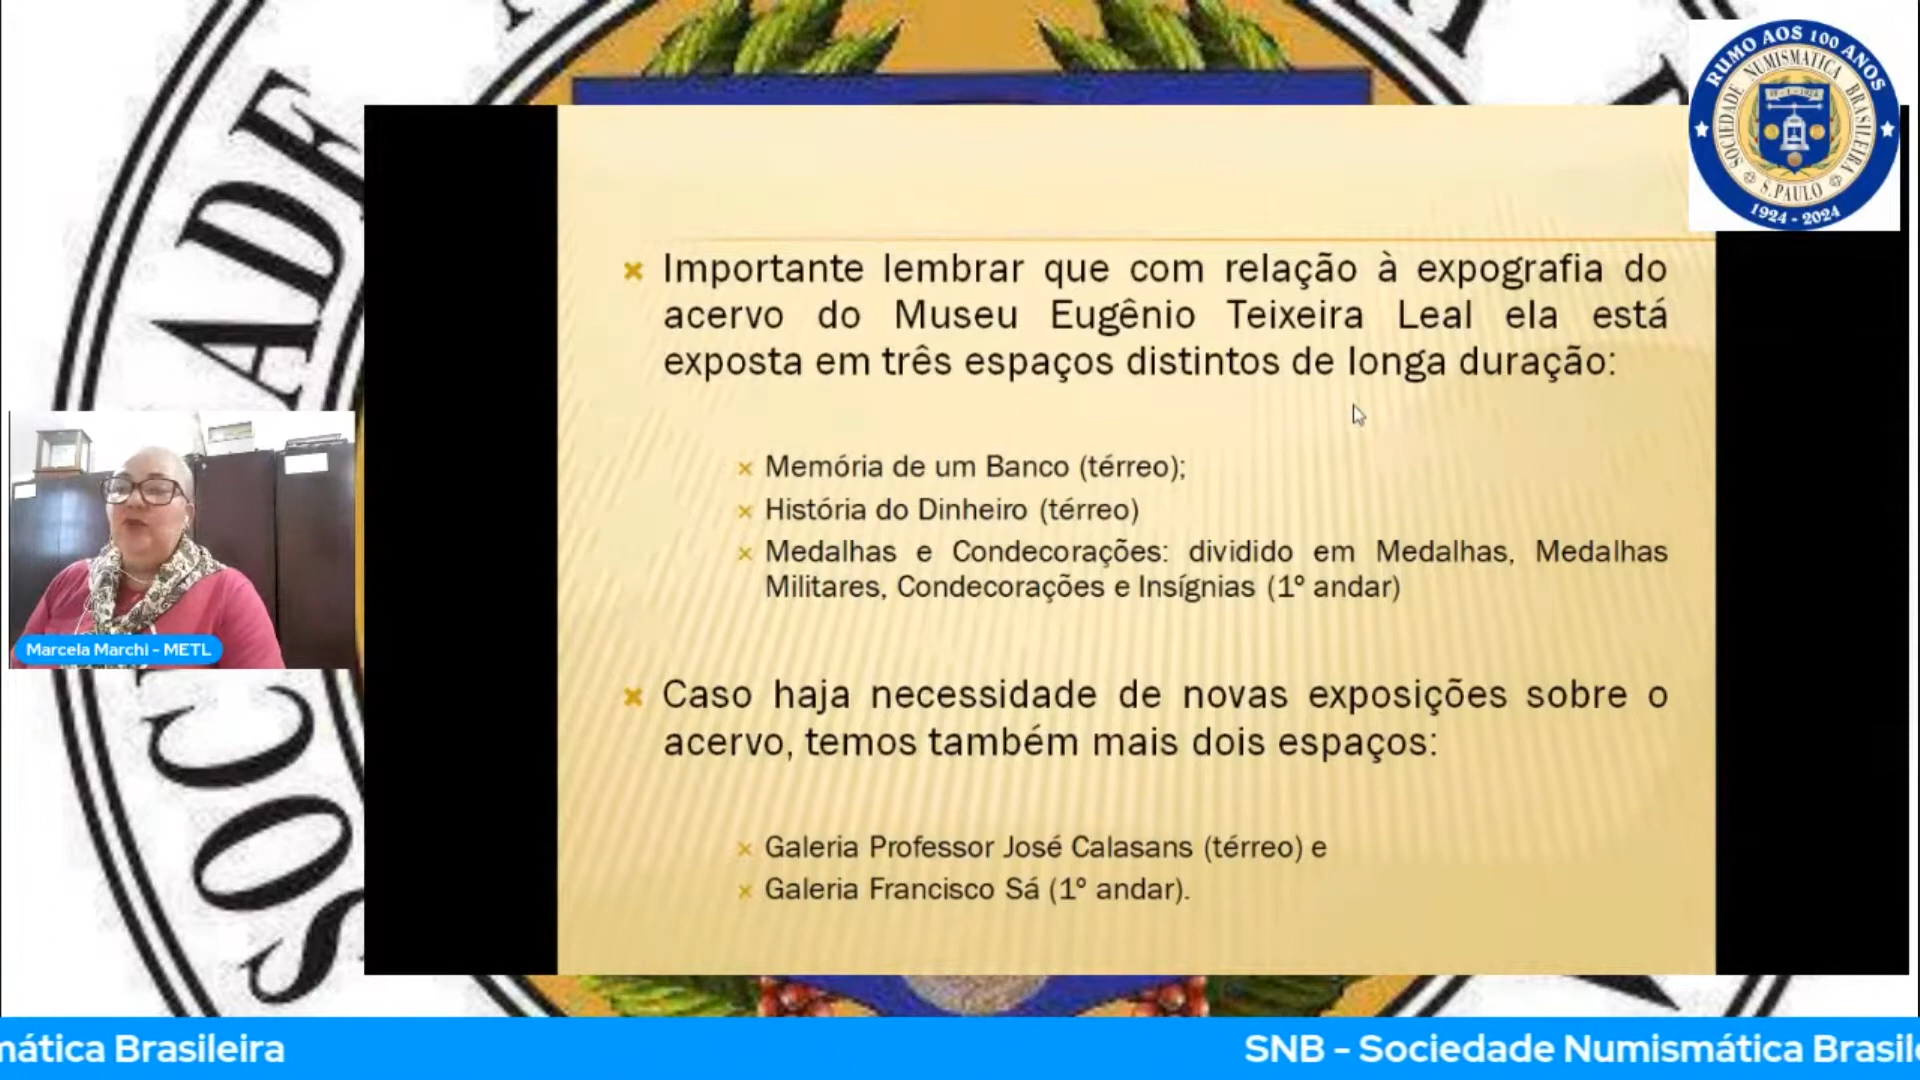 RUMO AOS 100 ANOS
SOCIEDADE NUMISMÁTICA BRASILEIRA
S. PAULO
1924 - 2024
ADE
SOC
Importante lembrar que com relação à expografia do
acervo do Museu Eugênio Teixeira Leal ela está
exposta em três espaços distintos de longa duração:
Memória de um Banco (térreo);
História do Dinheiro (térreo)
Medalhas e Condecorações: dividido em Medalhas, Medalhas
Militares, Condecorações e Insígnias (1º andar)
Marcela Marchi - METL
Caso haja necessidade de novas exposições sobre o
acervo, temos também mais dois espaços:
Galeria Professor José Calasans (térreo) e
Galeria Francisco Sá (1º andar).
mática Brasileira
SNB - Sociedade Numismática Brasile